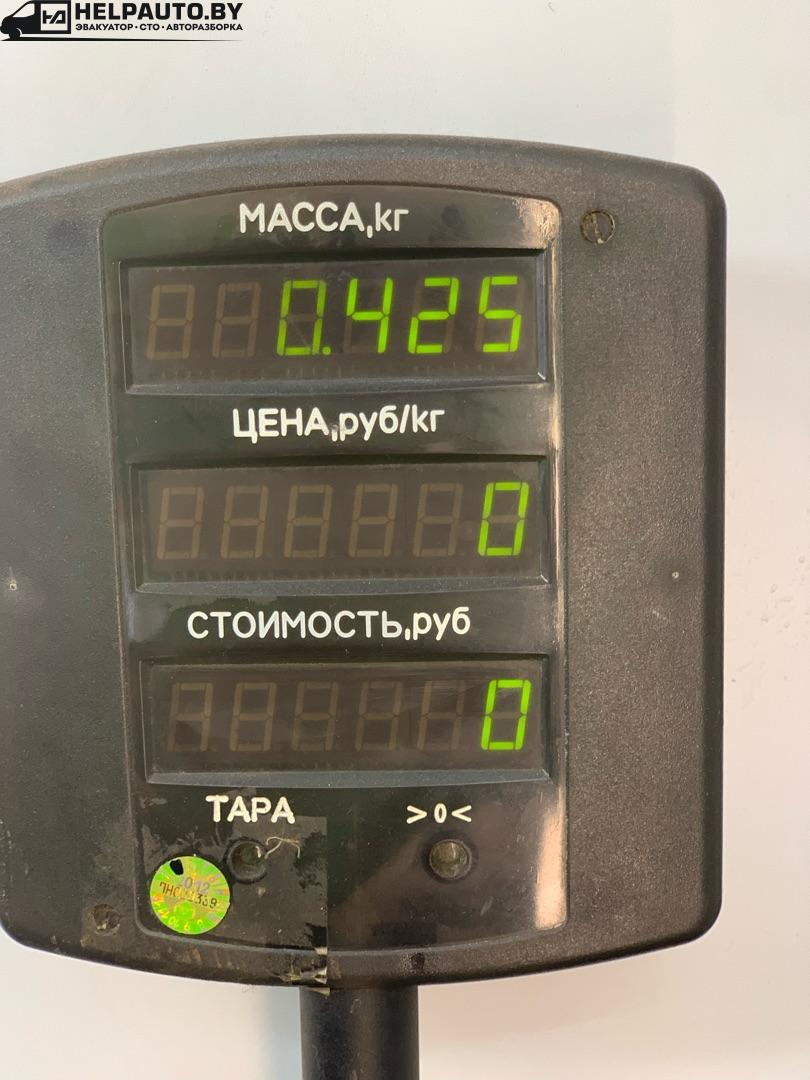 HELPAUTO.BY
ЭВАКУАТОР • СТО • АВТОРАЗБОРКА
МАССА,кг
0.425
ЦЕНА,руб/кг
0
СТОИМОСТЬ,руб
0
ТАРА >0<